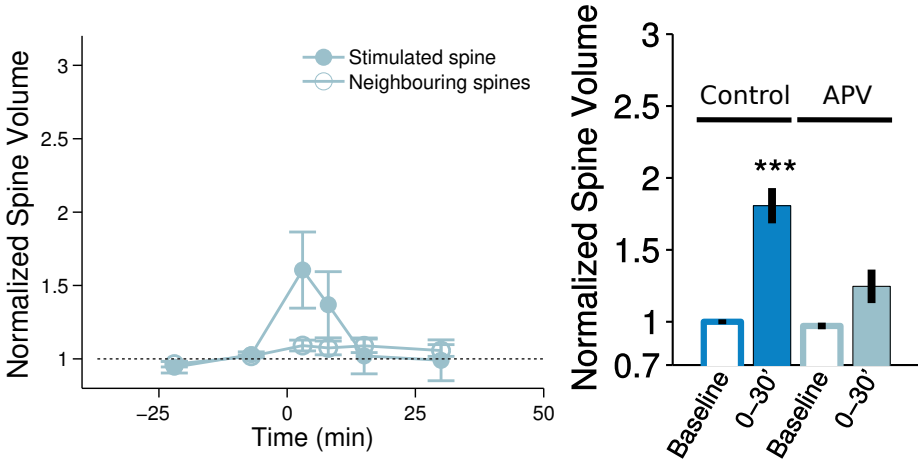 Normalized Spine Volume
3
2.5
2
1.5
1
Stimulated spine
Neighbouring spines
−25
0
25
50
Time (min)
Normalized Spine Volume
3
2.5
2
1.5
1
0.7
Control
APV
***
Baseline
0−30'
Baseline
0−30'